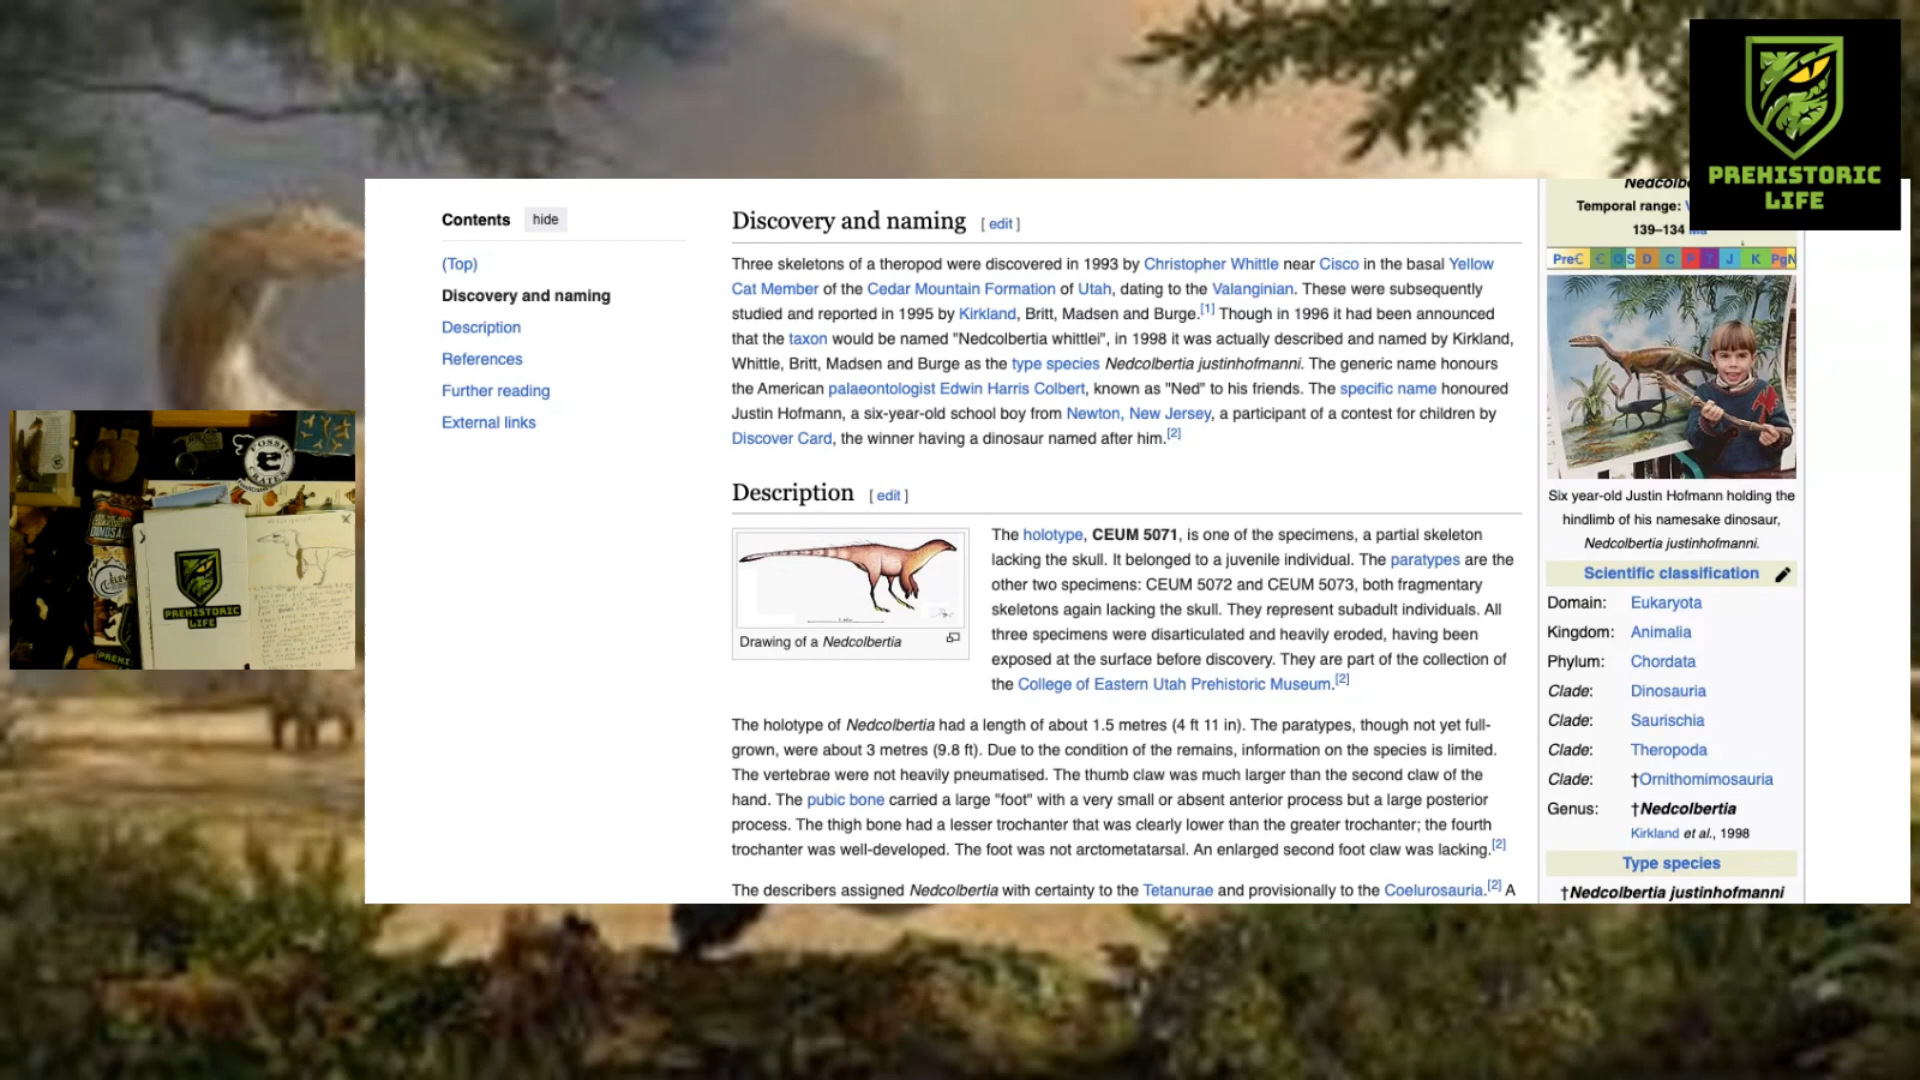 PREHISTORIC
LIFE
Contents hide
(Top)
Discovery and naming
Description
References
Further reading
External links
Discovery and naming [ edit ]
Three skeletons of a theropod were discovered in 1993 by Christopher Whittle near Cisco in the basal Yellow
Cat Member of the Cedar Mountain Formation of Utah, dating to the Valanginian. These were subsequently
studied and reported in 1995 by Kirkland, Britt, Madsen and Burge.[1] Though in 1996 it had been announced
that the taxon would be named "Nedcolbertia whittlei", in 1998 it was actually described and named by Kirkland,
Whittle, Britt, Madsen and Burge as the type species Nedcolbertia justinhofmanni. The generic name honours
the American palaeontologist Edwin Harris Colbert, known as "Ned" to his friends. The specific name honoured
Justin Hofmann, a six-year-old school boy from Newton, New Jersey, a participant of a contest for children by
Discover Card, the winner having a dinosaur named after him.[2]
Description [ edit ]
Drawing of a Nedcolbertia
The holotype, CEUM 5071, is one of the specimens, a partial skeleton
lacking the skull. It belonged to a juvenile individual. The paratypes are the
other two specimens: CEUM 5072 and CEUM 5073, both fragmentary
skeletons again lacking the skull. They represent subadult individuals. All
three specimens were disarticulated and heavily eroded, having been
exposed at the surface before discovery. They are part of the collection of
the College of Eastern Utah Prehistoric Museum.[2]
The holotype of Nedcolbertia had a length of about 1.5 metres (4 ft 11 in). The paratypes, though not yet full-
grown, were about 3 metres (9.8 ft). Due to the condition of the remains, information on the species is limited.
The vertebrae were not heavily pneumatised. The thumb claw was much larger than the second claw of the
hand. The pubic bone carried a large "foot" with a very small or absent anterior process but a large posterior
process. The thigh bone had a lesser trochanter that was clearly lower than the greater trochanter; the fourth
trochanter was well-developed. The foot was not arctometatarsal. An enlarged second foot claw was lacking.[2]
The describers assigned Nedcolbertia with certainty to the Tetanurae and provisionally to the Coelurosauria.[2] A
Temporal range:
139–134 Ma
PreꞒ Ꞓ O S D C P T J K PgN
Six year-old Justin Hofmann holding the
hindlimb of his namesake dinosaur,
Nedcolbertia justinhofmanni.
Scientific classification
Domain: Eukaryota
Kingdom: Animalia
Phylum: Chordata
Clade: Dinosauria
Clade: Saurischia
Clade: Theropoda
Clade: †Ornithomimosauria
Genus: †Nedcolbertia
Kirkland et al., 1998
Type species
†Nedcolbertia justinhofmanni
FOSSIL
CRATES
PREHISTORIC
LIFE